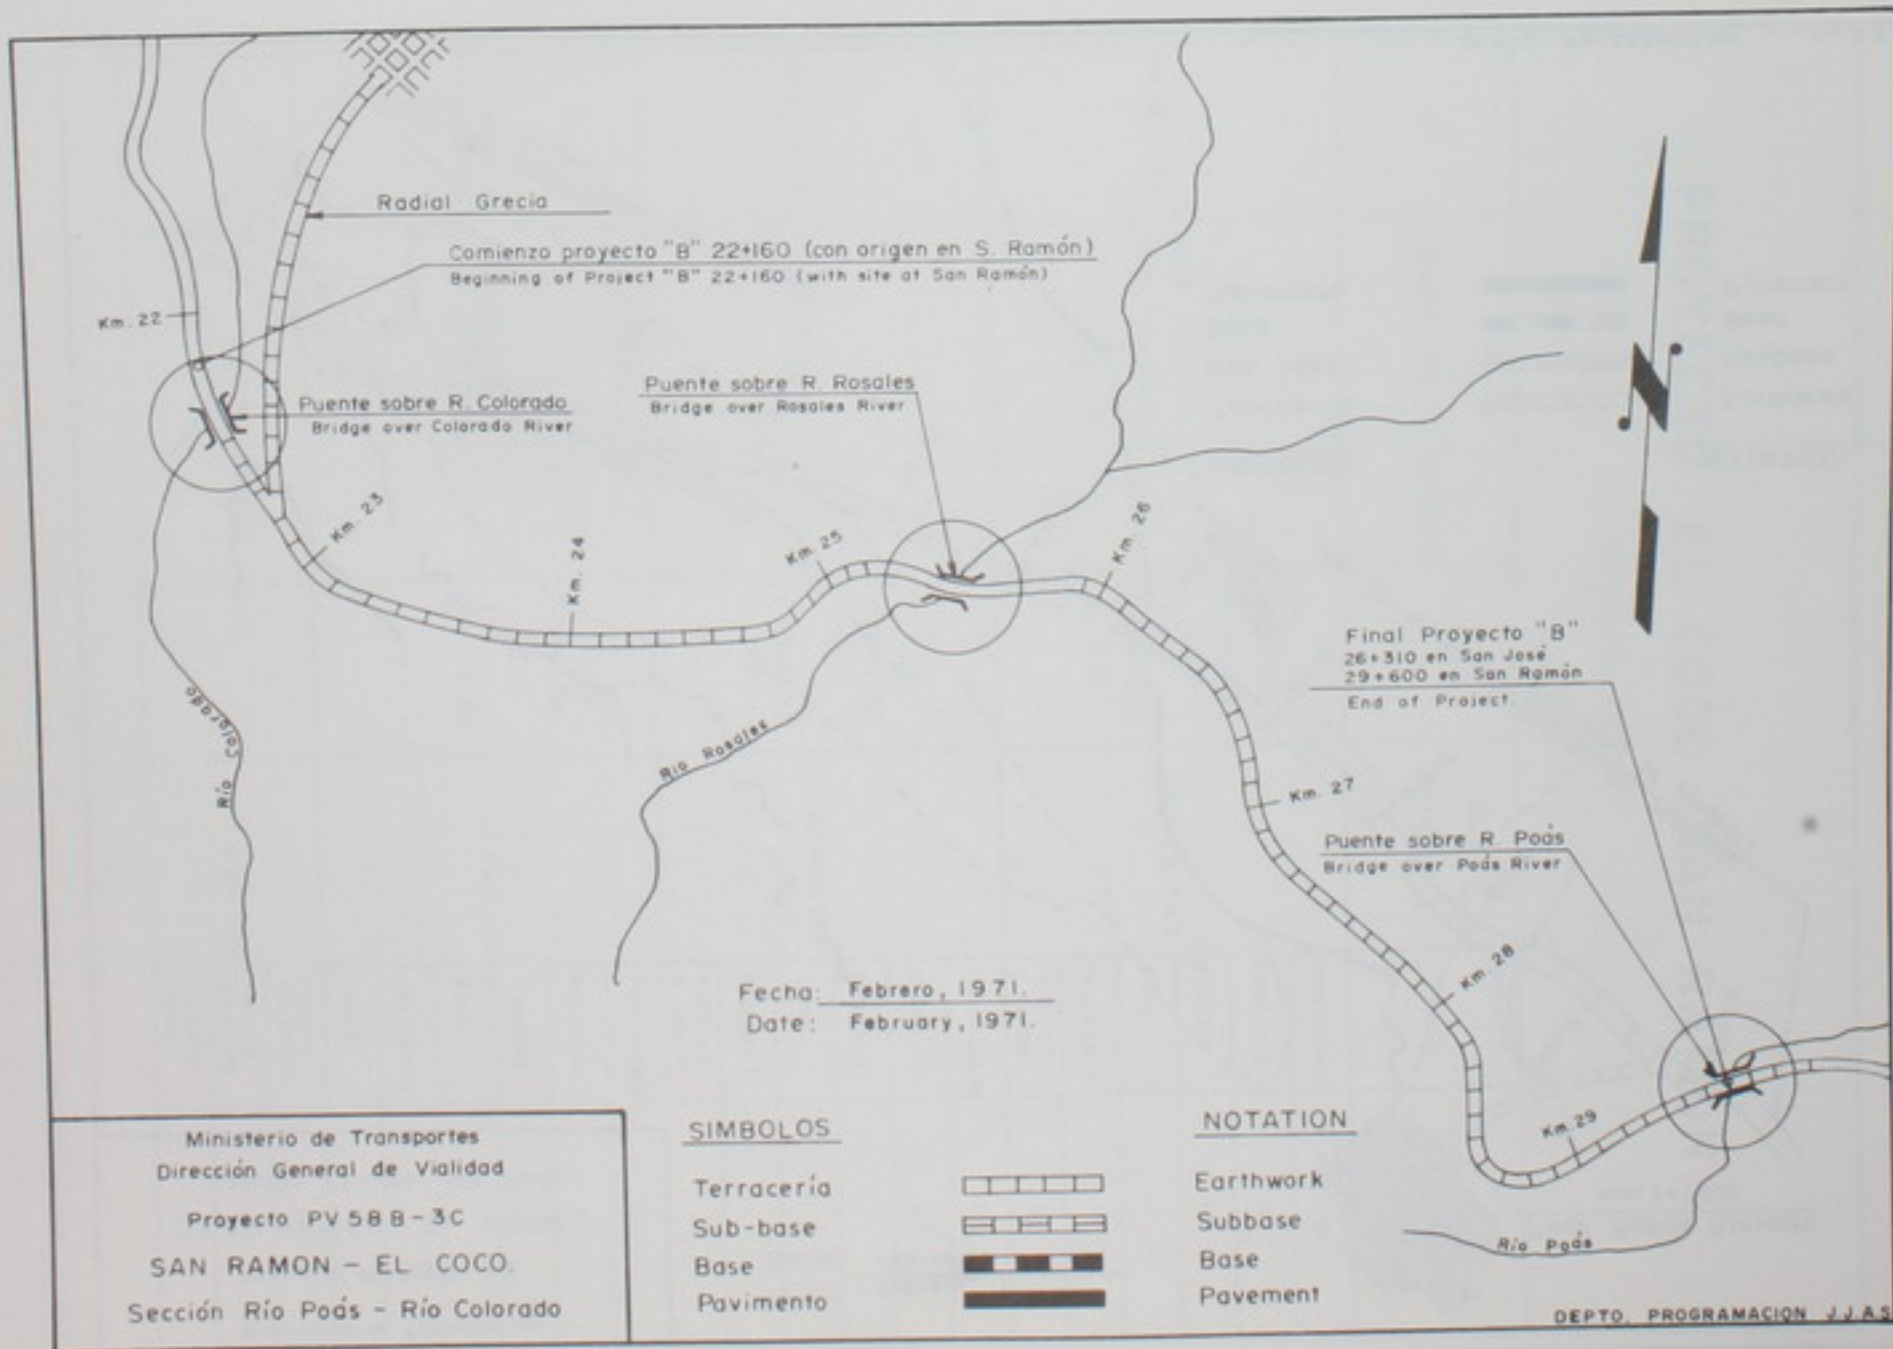 Radial Grecia
Comienzo proyecto "B" 22+160 (con origen en S. Ramón)
Beginning of Project "B" 22+160 (with site at San Ramón)
Km. 22
Puente sobre R. Colorado
Bridge over Colorado River
Puente sobre R. Rosales
Bridge over Rosales River
Km. 23
Km. 24
Km. 25
Km. 26
Final Proyecto "B"
26+310 en San José
29+600 en San Ramón
End of Project.
Río Colorado
Río Rosales
Km. 27
Puente sobre R. Poás
Bridge over Poás River
Km. 28
Fecha: Febrero, 1971.
Date: February, 1971.
Km. 29
Río Poás
Ministerio de Transportes
Dirección General de Vialidad
Proyecto PV 58 B - 3C
SAN RAMON - EL COCO.
Sección Río Poás - Río Colorado
SIMBOLOS
NOTATION
Terracería
Earthwork
Sub-base
Subbase
Base
Base
Pavimento
Pavement
DEPTO. PROGRAMACION J.J.A.S